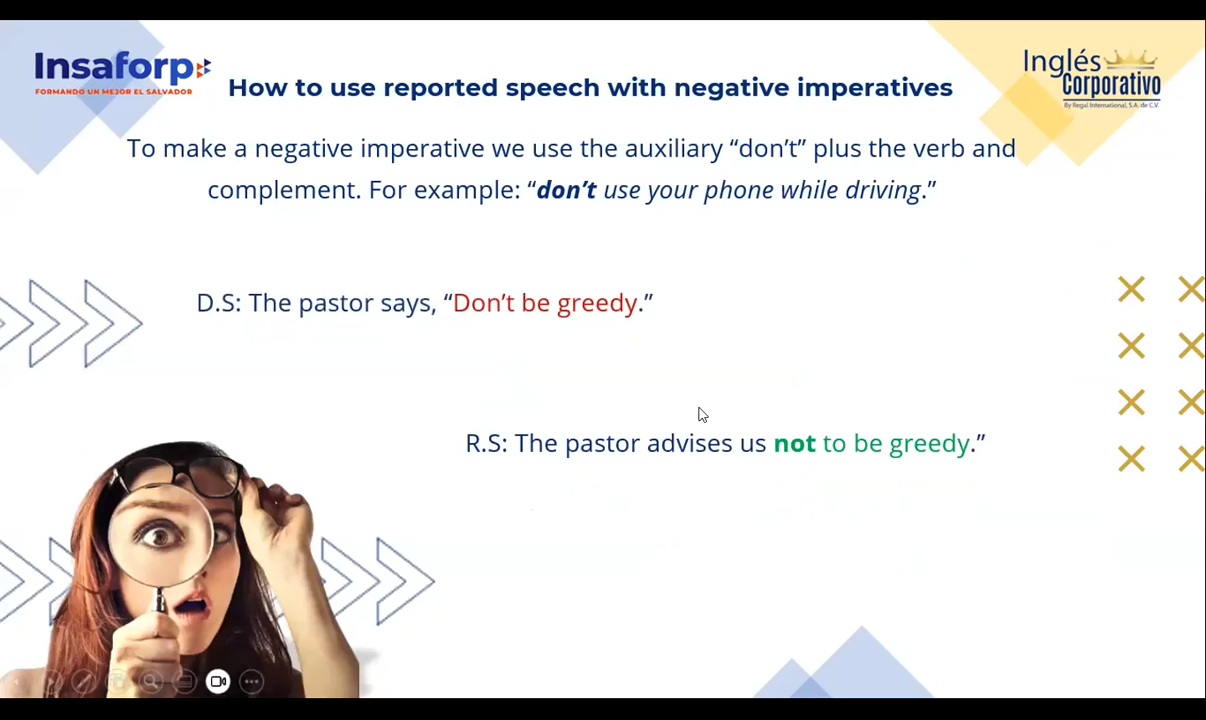 Insaforp
FORMANDO UN MEJOR EL SALVADOR
Inglés
Corporativo
By Regal International, S.A. de C.V.
How to use reported speech with negative imperatives
To make a negative imperative we use the auxiliary “don’t” plus the verb and
complement. For example: “don’t use your phone while driving.”
D.S: The pastor says, “Don’t be greedy.”
R.S: The pastor advises us not to be greedy.”